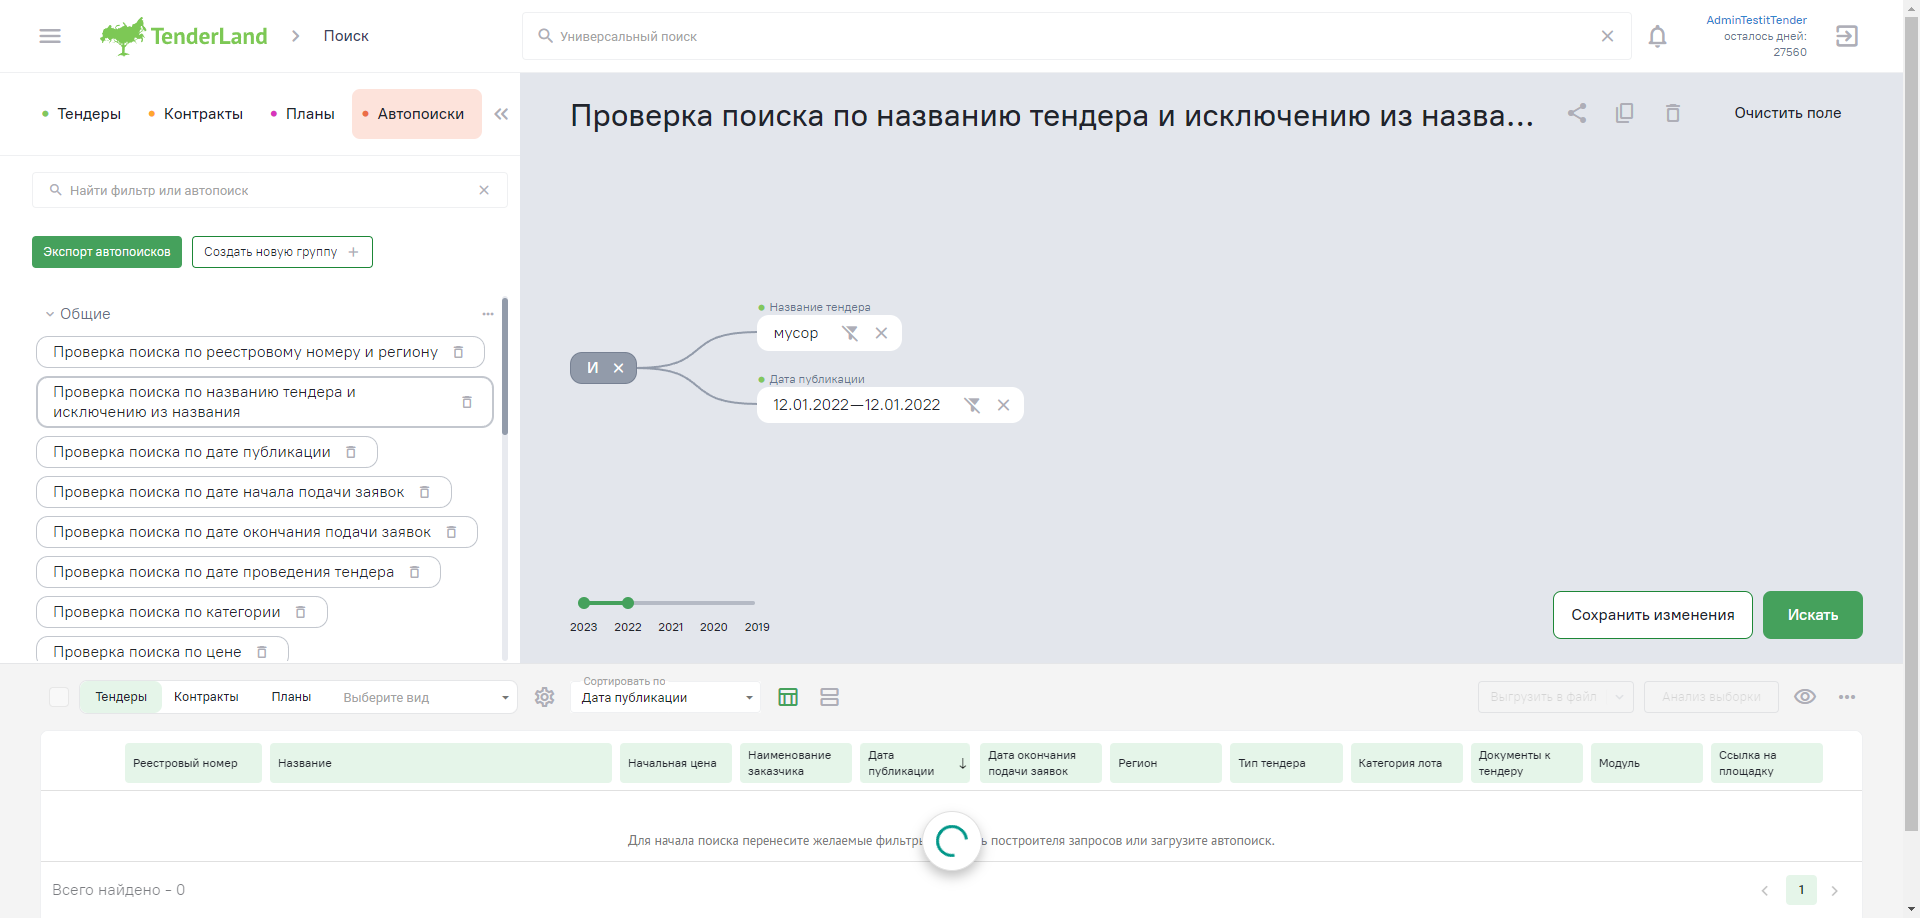 TenderLand
Поиск
Универсальный поиск
AdminTestitTender
осталось дней:
27560
Тендеры
Контракты
Планы
Автопоиски
Проверка поиска по названию тендера и исключению из назва...
Очистить поле
Найти фильтр или автопоиск
Экспорт автопоисков
Создать новую группу
Общие
Проверка поиска по реестровому номеру и региону
Проверка поиска по названию тендера и
исключению из названия
Проверка поиска по дате публикации
Проверка поиска по дате начала подачи заявок
Проверка поиска по дате окончания подачи заявок
Проверка поиска по дате проведения тендера
Проверка поиска по категории
Проверка поиска по цене
И
Название тендера
мусор
Дата публикации
12.01.2022—12.01.2022
2023 2022 2021 2020 2019
Сохранить изменения
Искать
Тендеры
Контракты
Планы
Выберите вид
Сортировать по
Дата публикации
Выгрузить в файл
Анализ выборки
Реестровый номер
Название
Начальная цена
Наименование
заказчика
Дата
публикации
Дата окончания
подачи заявок
Регион
Тип тендера
Категория лота
Документы к
тендеру
Модуль
Ссылка на
площадку
Для начала поиска перенесите желаемые фильтры построителя запросов или загрузите автопоиск.
Всего найдено - 0
1